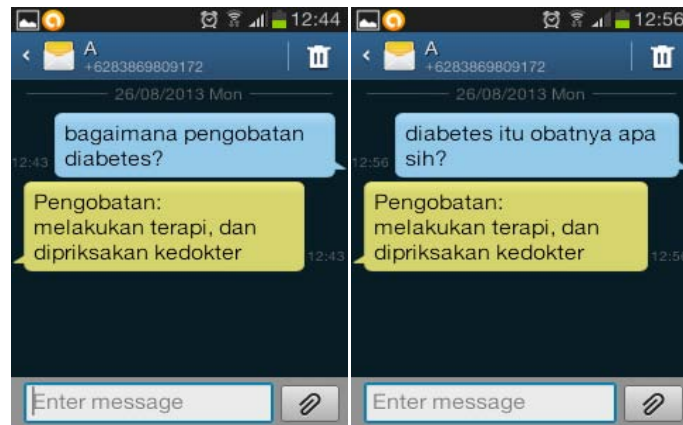 12:44
A
+6283869809172
26/08/2013 Mon
bagaimana pengobatan
diabetes?
12:43
Pengobatan:
melakukan terapi, dan
dipriksakan kedokter
12:43
Enter message
12:56
A
+6283869809172
26/08/2013 Mon
diabetes itu obatnya apa
sih?
12:56
Pengobatan:
melakukan terapi, dan
dipriksakan kedokter
12:56
Enter message